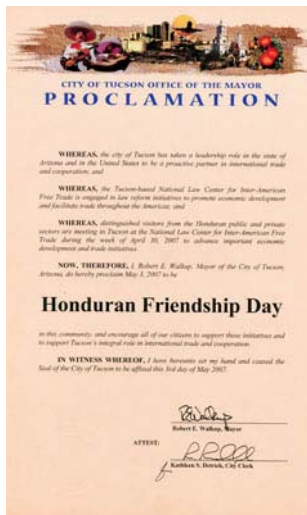 CITY OF TUCSON OFFICE OF THE MAYOR
PROCLAMATION
WHEREAS, the city of Tucson has taken a leadership role in the state of
Arizona and in the United States to be a proactive partner in international trade
and cooperation; and
WHEREAS, the Tucson-based National Law Center for Inter-American
Free Trade is engaged in law reform initiatives to promote economic development
and facilitate trade throughout the Americas; and
WHEREAS, distinguished visitors from the Honduran public and private
sectors are meeting in Tucson at the National Law Center for Inter-American Free
Trade during the week of April 30, 2007 to advance important economic
development and trade initiatives.
NOW, THEREFORE, I, Robert E. Walkup, Mayor of the City of Tucson,
Arizona, do hereby proclaim May 3, 2007 to be
Honduran Friendship Day
in this community; and encourage all of our citizens to support these initiatives and
to support Tucson's integral role in international trade and cooperation.
IN WITNESS WHEREOF, I have hereunto set my hand and caused the
Seal of the City of Tucson to be affixed this 3rd day of May 2007.
Robert E. Walkup, Mayor
ATTEST:
Kathleen S. Detrick, City Clerk